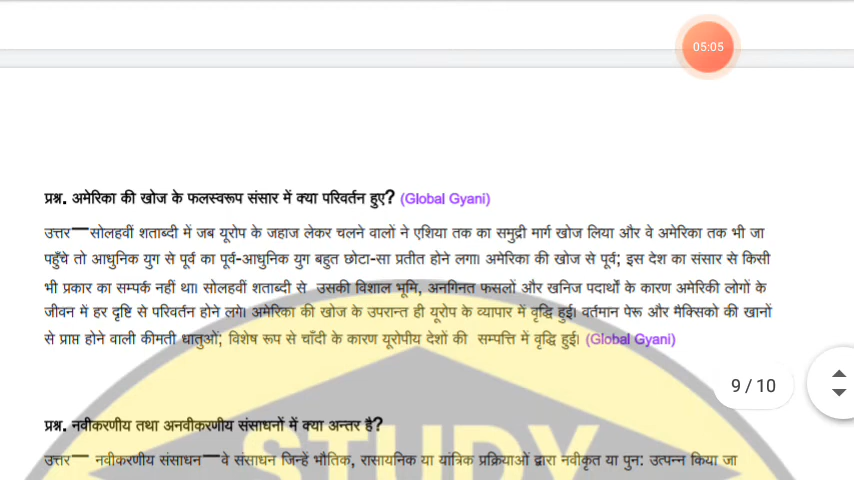 05:05
प्रश्न. अमेरिका की खोज के फलस्वरूप संसार में क्या परिवर्तन हुए? (Global Gyani)
उत्तर—सोलहवीं शताब्दी में जब यूरोप के जहाज लेकर चलने वालों ने एशिया तक का समुद्री मार्ग खोज लिया और वे अमेरिका तक भी जा
पहुँचे तो आधुनिक युग से पूर्व का पूर्व-आधुनिक युग बहुत छोटा-सा प्रतीत होने लगा। अमेरिका की खोज से पूर्व; इस देश का संसार से किसी
भी प्रकार का सम्पर्क नहीं था। सोलहवीं शताब्दी से उसकी विशाल भूमि, अनगिनत फसलों और खनिज पदार्थों के कारण अमेरिकी लोगों के
जीवन में हर दृष्टि से परिवर्तन होने लगे। अमेरिका की खोज के उपरान्त ही यूरोप के व्यापार में वृद्धि हुई। वर्तमान पेरू और मैक्सिको की खानों
से प्राप्त होने वाली कीमती धातुओं; विशेष रूप से चाँदी के कारण यूरोपीय देशों की सम्पत्ति में वृद्धि हुई। (Global Gyani)
9 / 10
प्रश्न. नवीकरणीय तथा अनवीकरणीय संसाधनों में क्या अन्तर है?
STUDY
उत्तर— नवीकरणीय संसाधन—वे संसाधन जिन्हें भौतिक, रासायनिक या यांत्रिक प्रक्रियाओं द्वारा नवीकृत या पुन: उत्पन्न किया जा